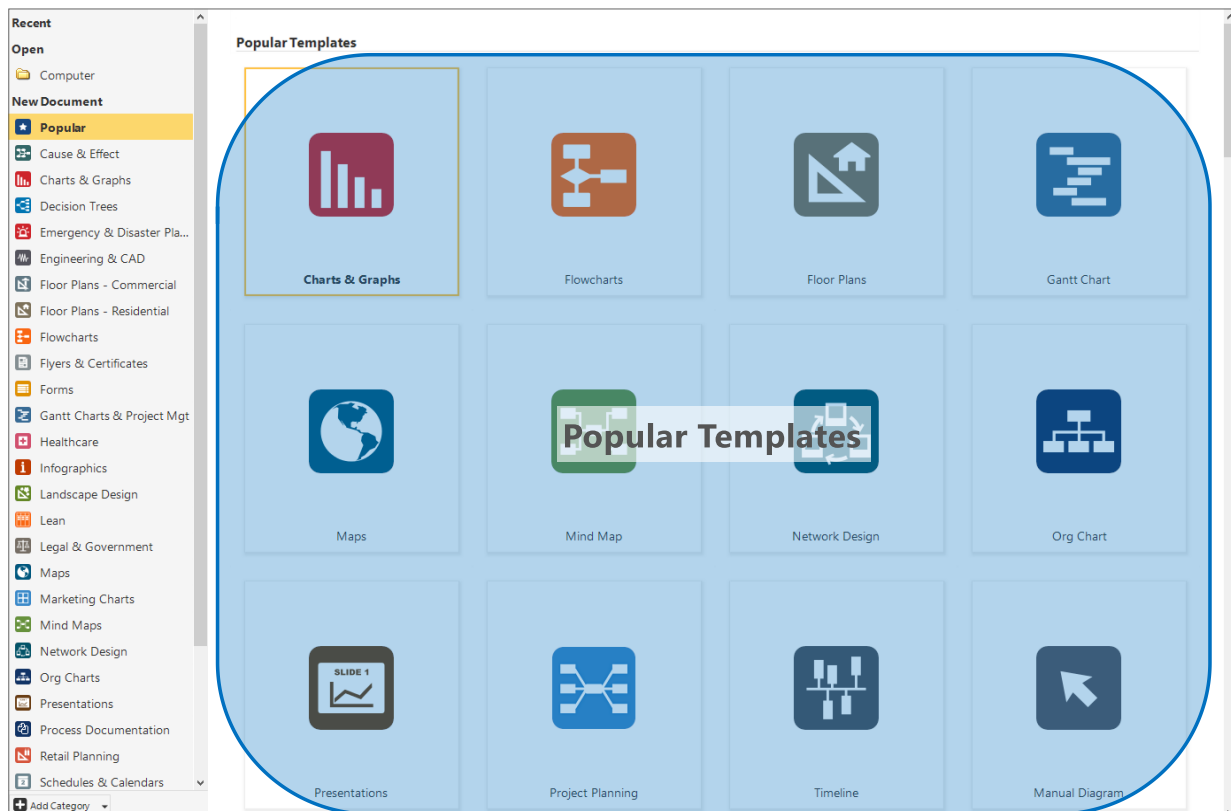 Recent
Open
Computer
New Document
Popular
Cause & Effect
Charts & Graphs
Decision Trees
Emergency & Disaster Pla...
Engineering & CAD
Floor Plans - Commercial
Floor Plans - Residential
Flowcharts
Flyers & Certificates
Forms
Gantt Charts & Project Mgt
Healthcare
Infographics
Landscape Design
Lean
Legal & Government
Maps
Marketing Charts
Mind Maps
Network Design
Org Charts
Presentations
Process Documentation
Retail Planning
Schedules & Calendars
Add Category
Popular Templates
Charts & Graphs
Flowcharts
Floor Plans
Gantt Chart
Popular Templates
Maps
Mind Map
Network Design
Org Chart
SLIDE 1
Presentations
Project Planning
Timeline
Manual Diagram